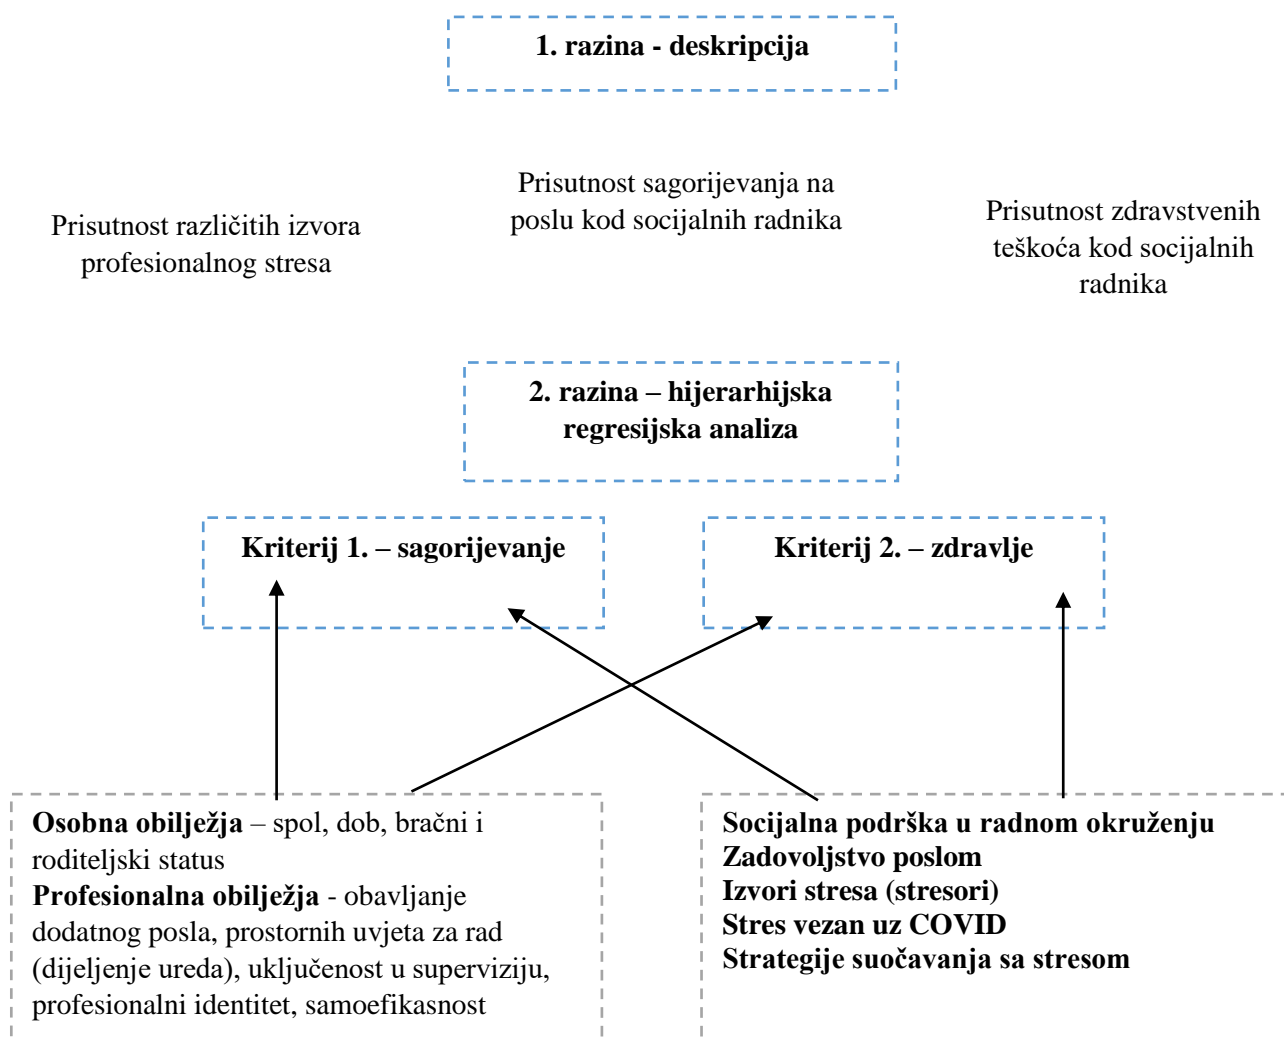 1. razina - deskripcija
Prisutnost različitih izvora
profesionalnog stresa
Prisutnost sagorijevanja na
poslu kod socijalnih radnika
Prisutnost zdravstvenih
teškoća kod socijalnih
radnika
2. razina – hijerarhijska
regresijska analiza
Kriterij 1. – sagorijevanje
Kriterij 2. – zdravlje
Osobna obilježja – spol, dob, bračni i
roditeljski status
Profesionalna obilježja - obavljanje
dodatnog posla, prostornih uvjeta za rad
(dijeljenje ureda), uključenost u superviziju,
profesionalni identitet, samoefikasnost
Socijalna podrška u radnom okruženju
Zadovoljstvo poslom
Izvori stresa (stresori)
Stres vezan uz COVID
Strategije suočavanja sa stresom